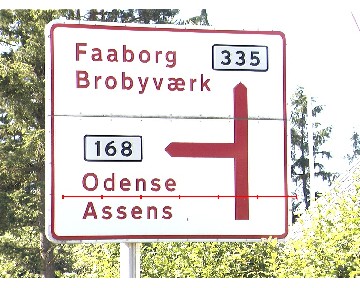 Faaborg 335
Brobyværk
168
Odense
Assens